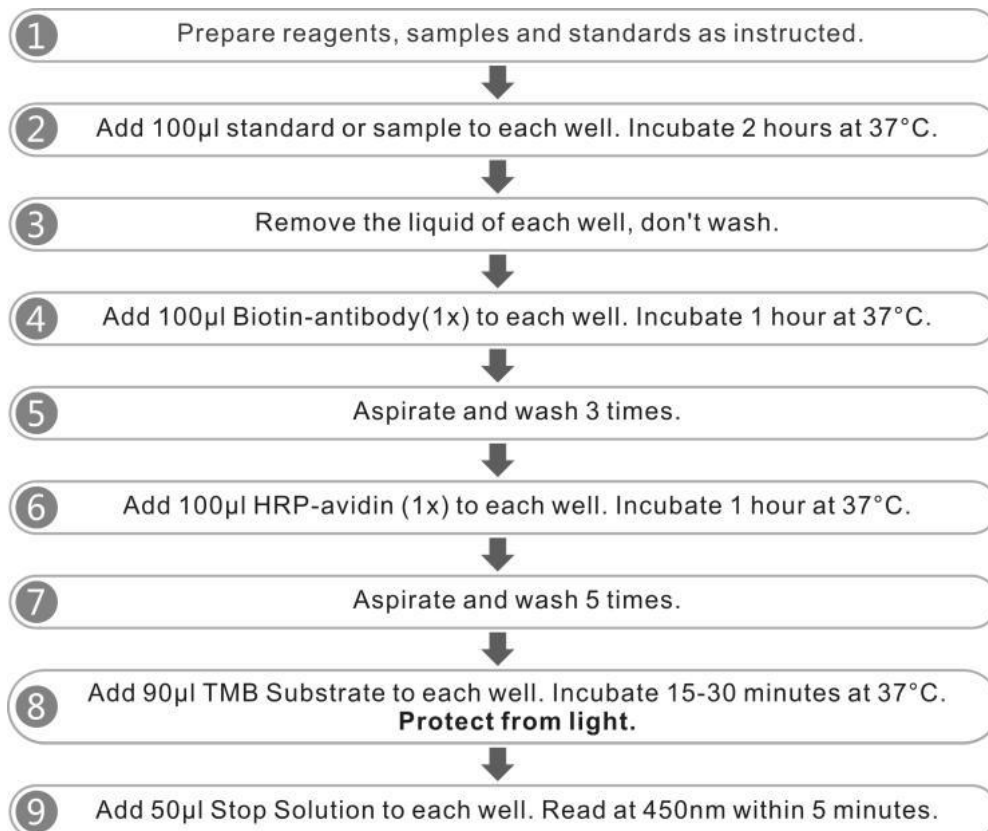 1 Prepare reagents, samples and standards as instructed.
2 Add 100μl standard or sample to each well. Incubate 2 hours at 37°C.
3 Remove the liquid of each well, don't wash.
4 Add 100μl Biotin-antibody(1x) to each well. Incubate 1 hour at 37°C.
5 Aspirate and wash 3 times.
6 Add 100μl HRP-avidin (1x) to each well. Incubate 1 hour at 37°C.
7 Aspirate and wash 5 times.
8 Add 90μl TMB Substrate to each well. Incubate 15-30 minutes at 37°C.
Protect from light.
9 Add 50μl Stop Solution to each well. Read at 450nm within 5 minutes.